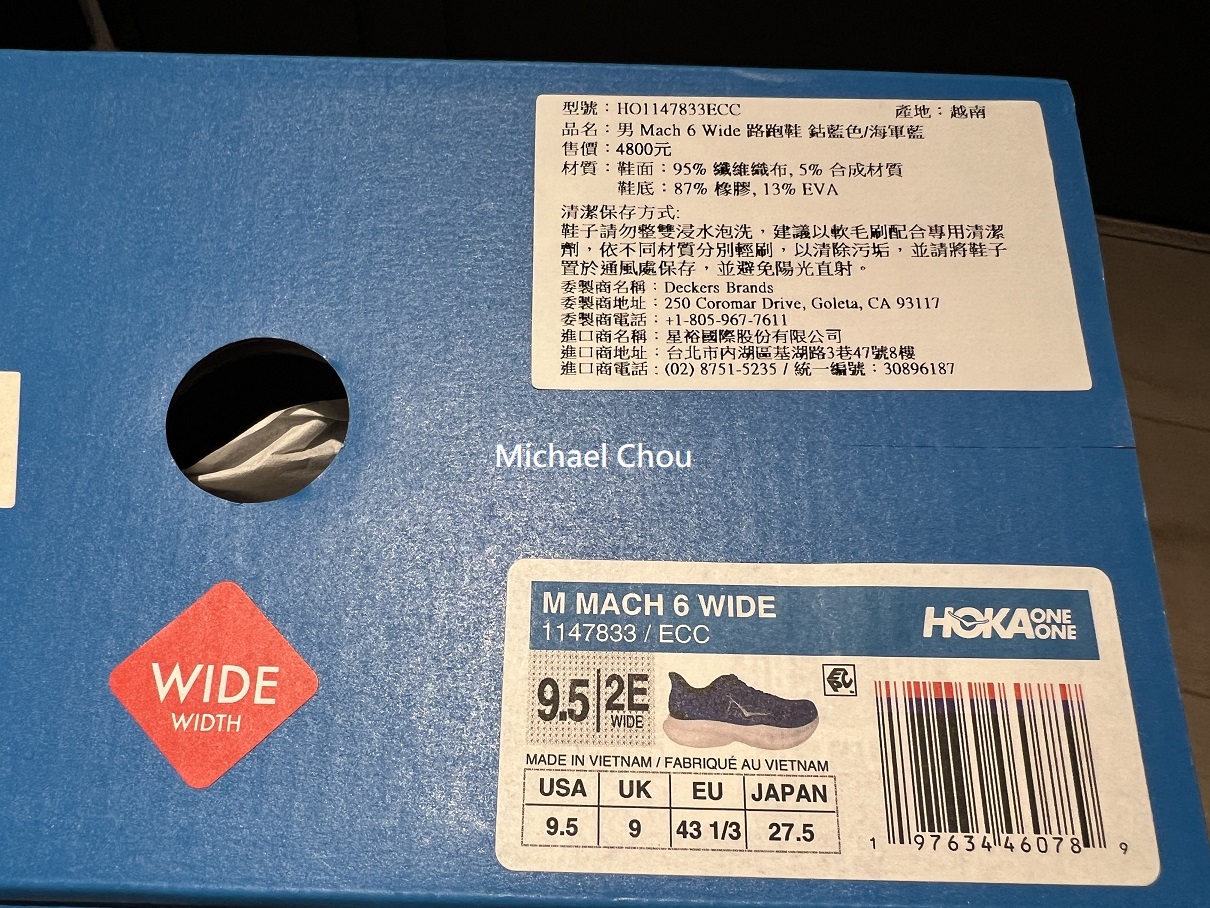 型號：HO1147833ECC 產地：越南
品名：男 Mach 6 Wide 路跑鞋 鈷藍色/海軍藍
售價：4800元
材質：鞋面：95% 纖維織布, 5% 合成材質
鞋底：87% 橡膠, 13% EVA
清潔保存方式:
鞋子請勿整雙浸水泡洗，建議以軟毛刷配合專用清潔
劑，依不同材質分別輕刷，以清除污垢，並請將鞋子
置於通風處保存，並避免陽光直射。
委製商名稱：Deckers Brands
委製商地址：250 Coromar Drive, Goleta, CA 93117
委製商電話：+1-805-967-7611
進口商名稱：星裕國際股份有限公司
進口商地址：台北市內湖區基湖路3巷47號8樓
進口商電話：(02) 8751-5235 / 統一編號：30896187
Michael Chou
WIDE
WIDTH
M MACH 6 WIDE
1147833 / ECC
HOKA ONE ONE
9.5 2E
WIDE
MADE IN VIETNAM / FABRIQUÉ AU VIETNAM
USA UK EU JAPAN
9.5 9 43 1/3 27.5
1 97634 46078 9